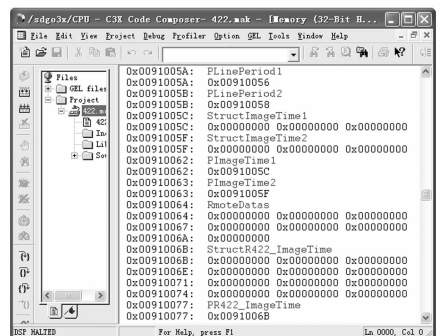 /sdgo3x/CPU - C3X Code Composer- 422.mak - [Memory (32-Bit H...
File Edit View Project Debug Profiler Option GEL Tools Window Help
Files
GEL files
Project
422.m
422
In
Li
So
0x0091005A: PLinePeriod1
0x0091005A: 0x00910056
0x0091005B: PLinePeriod2
0x0091005B: 0x00910058
0x0091005C: StructImageTime1
0x0091005C: 0x00000000 0x00000000 0x00000000
0x0091005F: StructImageTime2
0x0091005F: 0x00000000 0x00000000 0x00000000
0x00910062: PImageTime1
0x00910062: 0x0091005C
0x00910063: PImageTime2
0x00910063: 0x0091005F
0x00910064: RmoteDatas
0x00910064: 0x00000000 0x00000000 0x00000000
0x00910067: 0x00000000 0x00000000 0x00000000
0x0091006A: 0x00000000
0x0091006B: StructR422_ImageTime
0x0091006B: 0x00000000 0x00000000 0x00000000
0x0091006E: 0x00000000 0x00000000 0x00000000
0x00910071: 0x00000000 0x00000000 0x00000000
0x00910074: 0x00000000 0x00000000 0x00000000
0x00910077: PR422_ImageTime
0x00910077: 0x0091006B
DSP HALTED
For Help, press F1
Ln 0000, Col 0